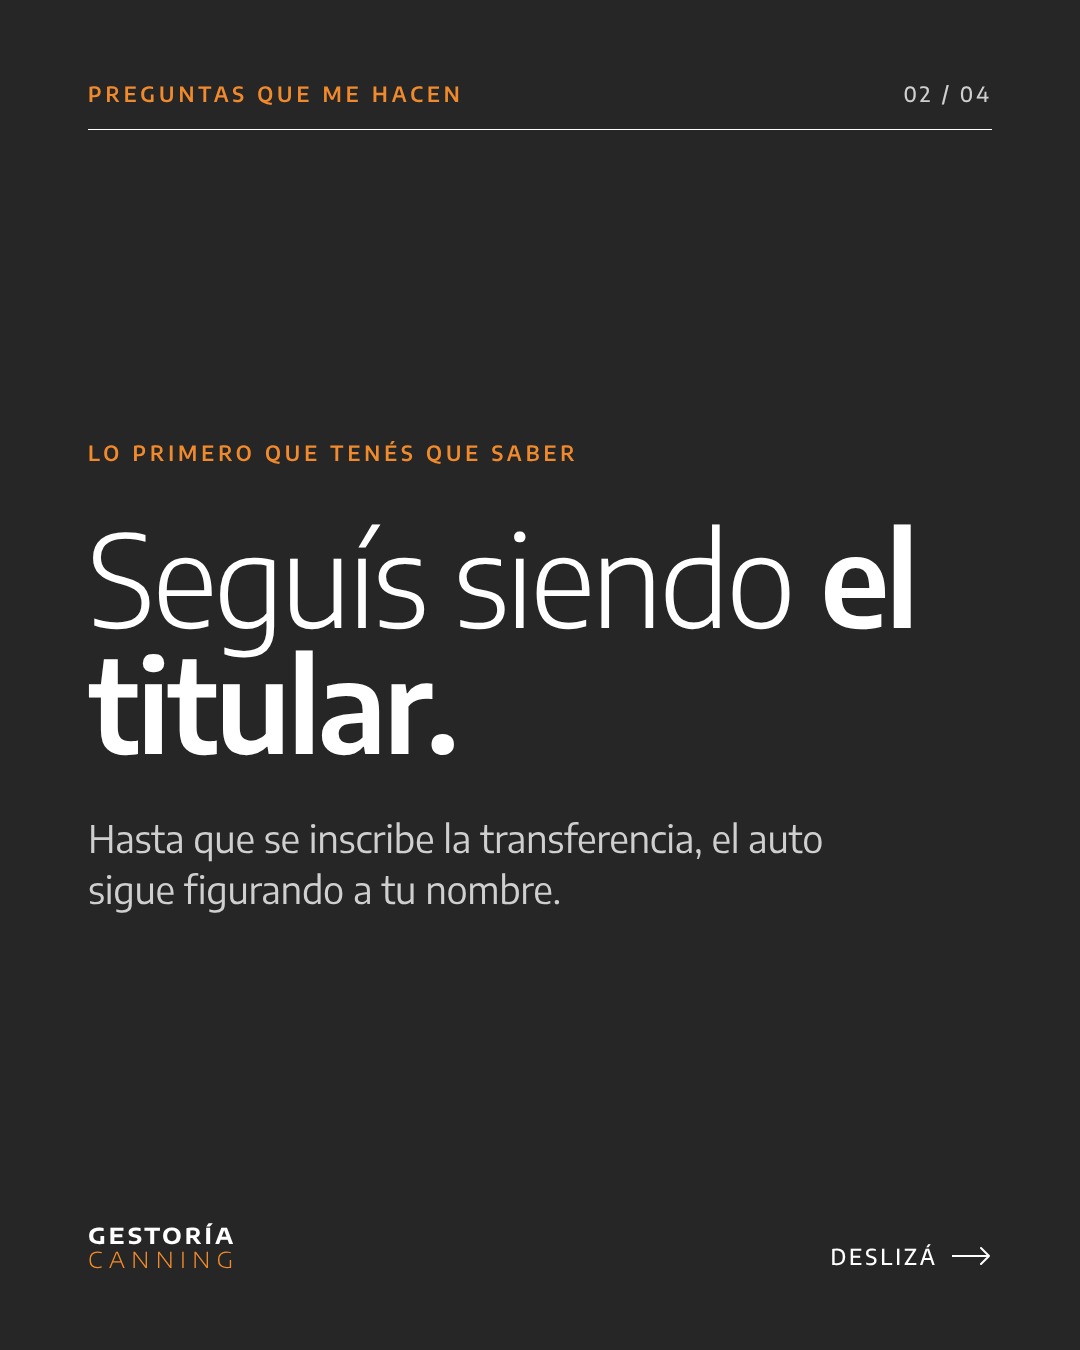 PREGUNTAS QUE ME HACEN
02 / 04
LO PRIMERO QUE TENÉS QUE SABER
Seguís siendo el
titular.
Hasta que se inscribe la transferencia, el auto
sigue figurando a tu nombre.
GESTORÍA
CANNING
DESLIZÁ